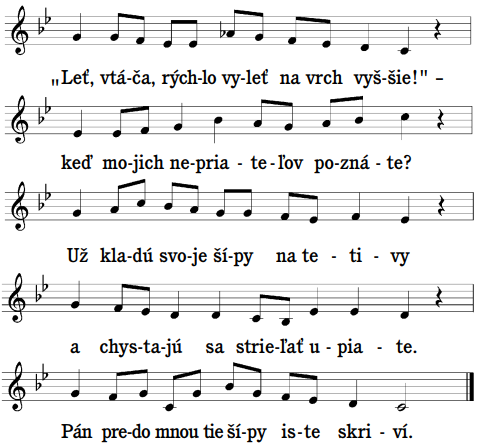 „Leť, vtá-ča, rých-lo vy-leť na vrch vyš-šie!" –
keď mo-jich ne-pria - te-ľov po-zná - te?
Už kla-dú svo-je ší-py na te - ti - vy
a chys-ta-jú sa strie-ľať u - pia - te.
Pán pre-do mnou tie ší-py is-te skri - ví.